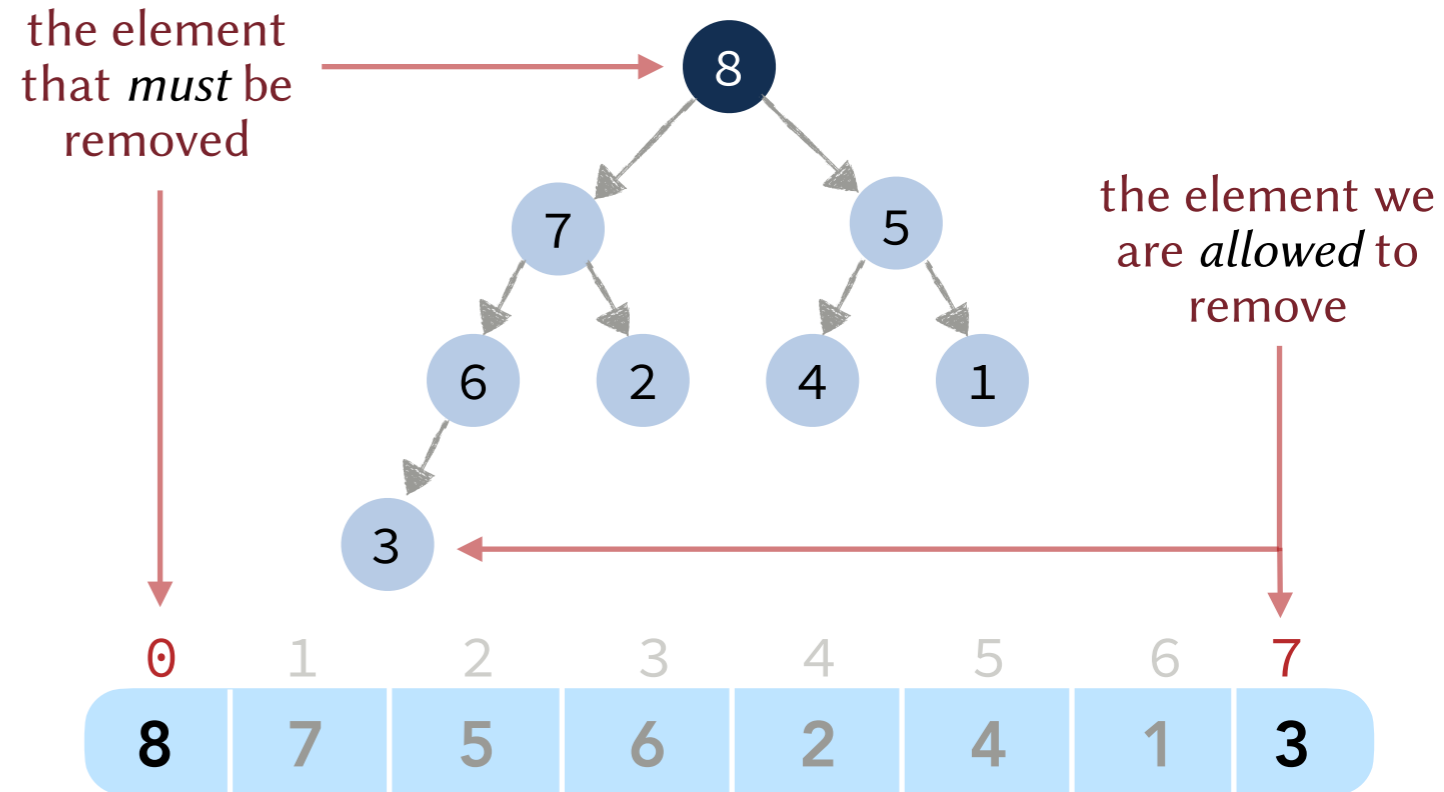 the element
that must be
removed
8
the element we
are allowed to
remove
7 5
6 2 4 1
3
0 1 2 3 4 5 6 7
8 7 5 6 2 4 1 3